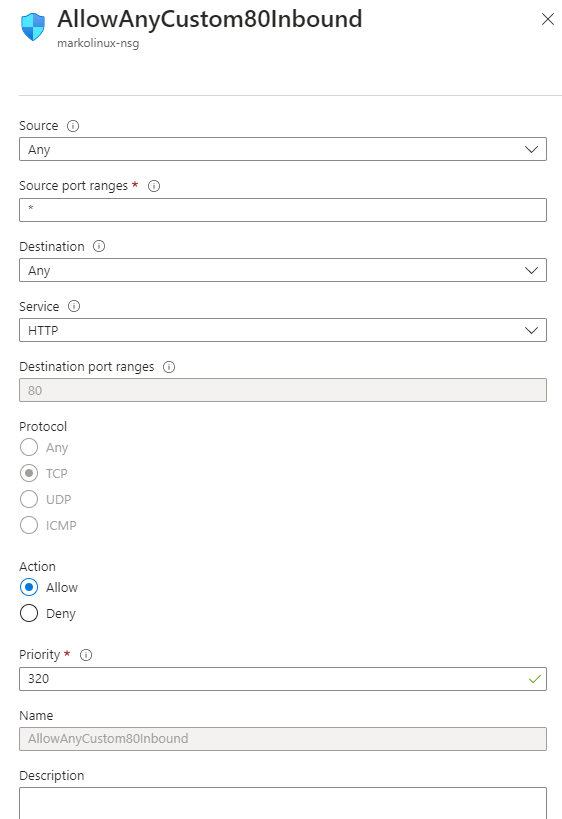 AllowAnyCustom80Inbound
markolinux-nsg
Source
Any
Source port ranges *
*
Destination
Any
Service
HTTP
Destination port ranges
80
Protocol
Any
TCP
UDP
ICMP
Action
Allow
Deny
Priority *
320
Name
AllowAnyCustom80Inbound
Description